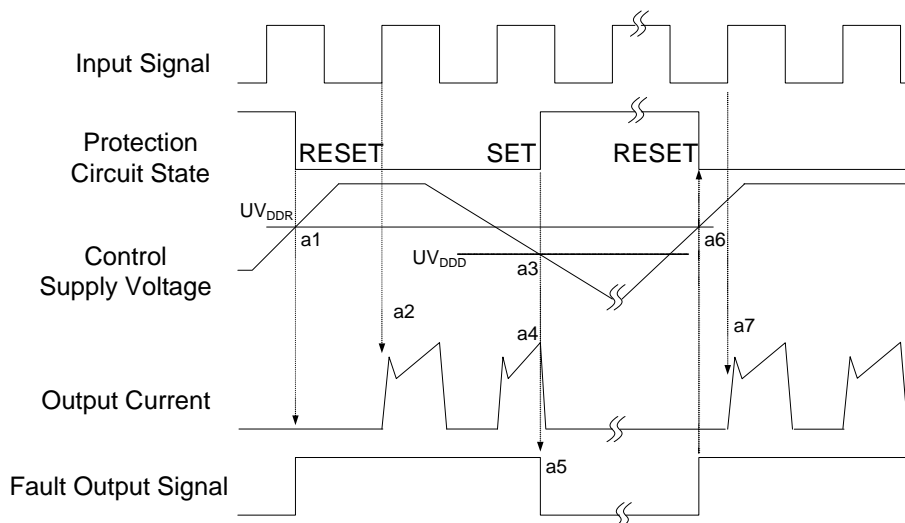 Input Signal
Protection
Circuit State
RESET
SET
RESET
UVDDR
a1
a6
Control
Supply Voltage
UVDDD
a3
a2
a4
a7
Output Current
a5
Fault Output Signal